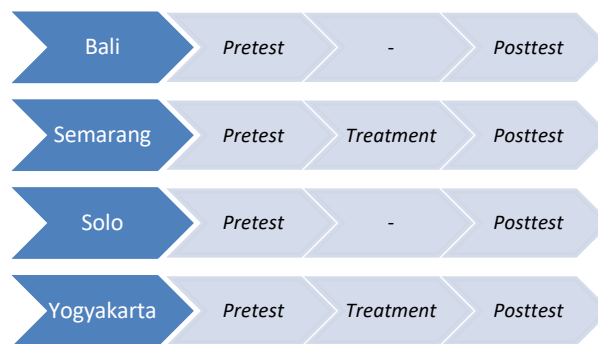 Bali Pretest - Posttest
Semarang Pretest Treatment Posttest
Solo Pretest - Posttest
Yogyakarta Pretest Treatment Posttest